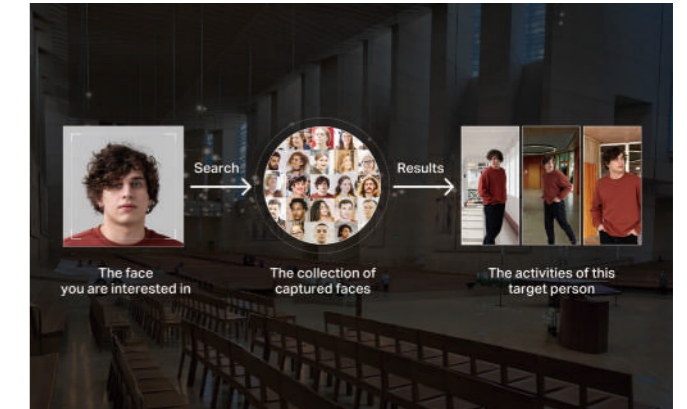 Search
Results
The face
you are interested in
The collection of
captured faces
The activities of this
target person